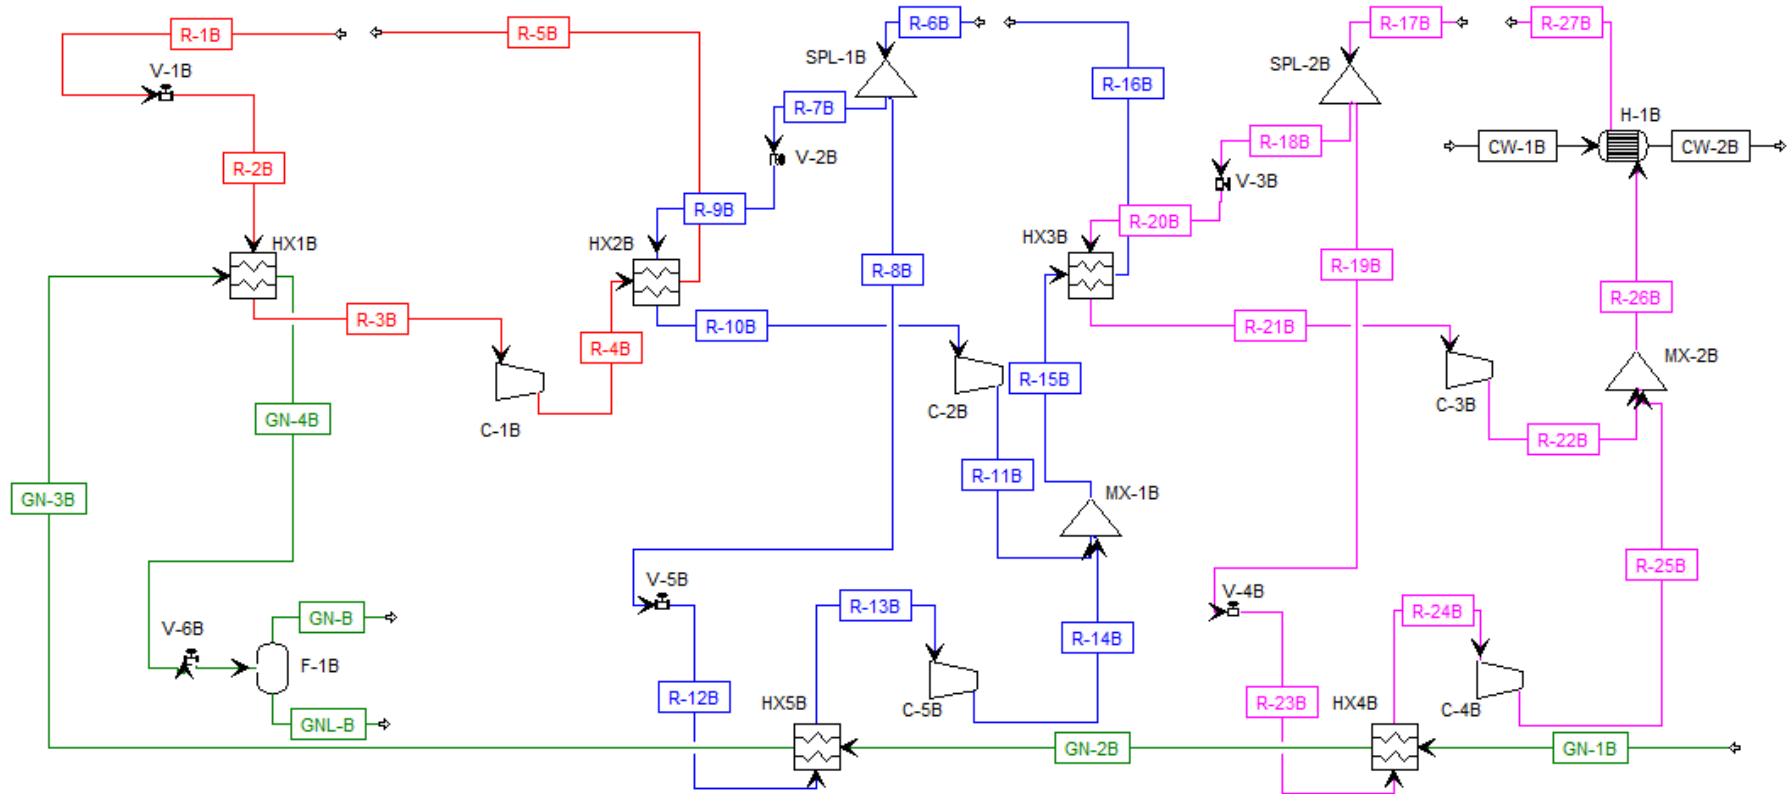 R-1B
R-5B
R-6B
R-17B
R-27B
V-1B
SPL-1B
SPL-2B
R-16B
R-7B
H-1B
R-18B
CW-1B
CW-2B
V-2B
R-2B
V-3B
R-9B
R-20B
HX1B
HX2B
HX3B
R-8B
R-19B
R-26B
R-3B
R-10B
R-21B
R-4B
MX-2B
R-15B
C-2B
C-3B
GN-4B
C-1B
R-22B
R-11B
GN-3B
MX-1B
R-25B
V-5B
V-4B
R-13B
R-24B
GN-B
V-6B
R-14B
F-1B
R-12B
R-23B
HX5B
C-5B
HX4B
C-4B
GNL-B
GN-2B
GN-1B